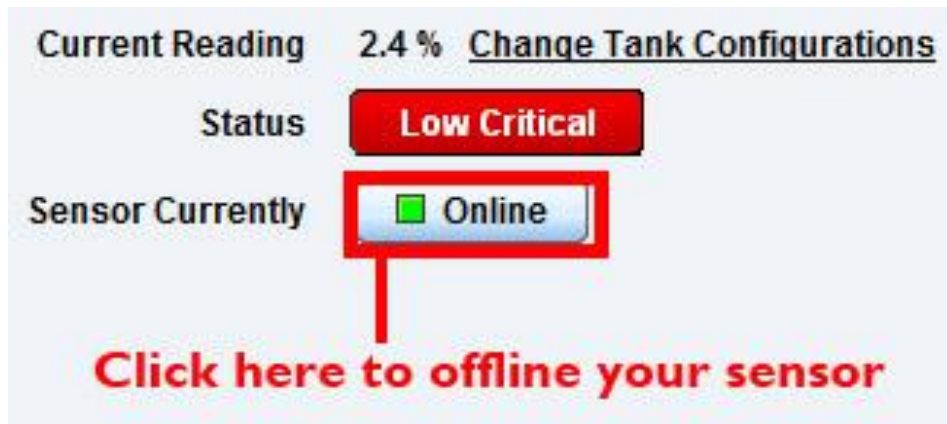 Current Reading 2.4 % Change Tank Configurations
Status Low Critical
Sensor Currently Online
Click here to offline your sensor